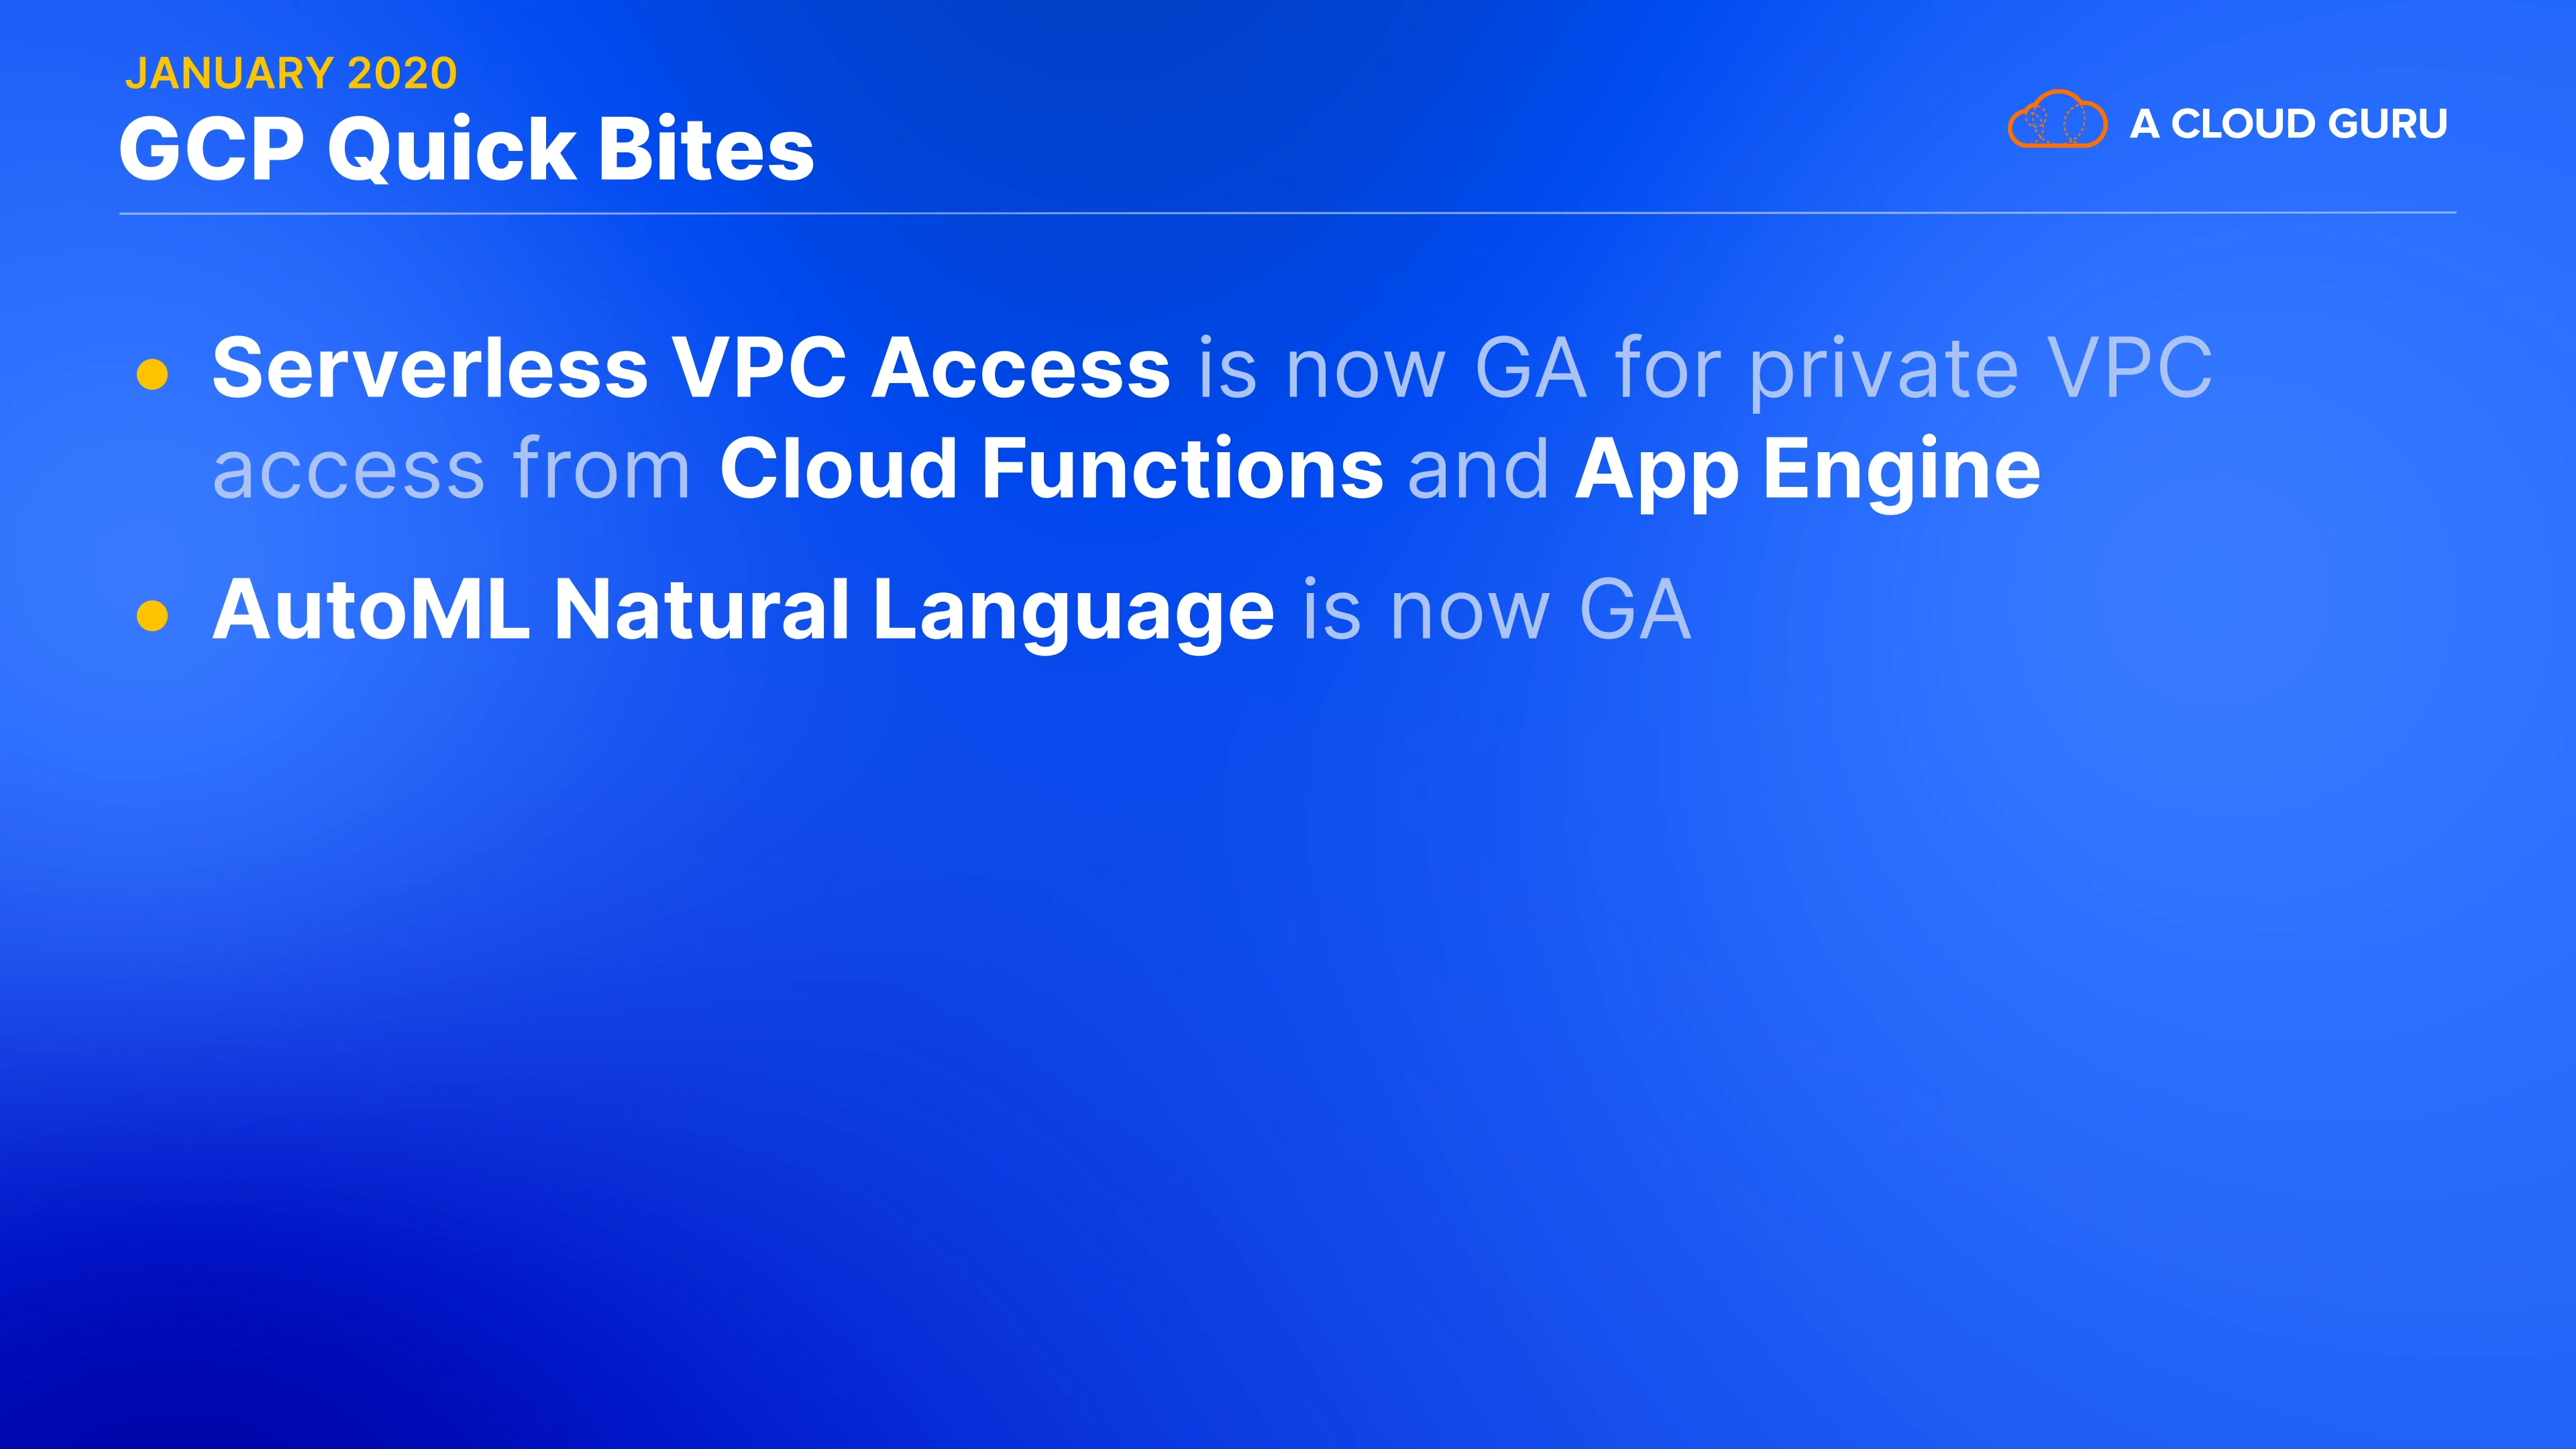 JANUARY 2020
GCP Quick Bites
A CLOUD GURU
• Serverless VPC Access is now GA for private VPC
access from Cloud Functions and App Engine
• AutoML Natural Language is now GA